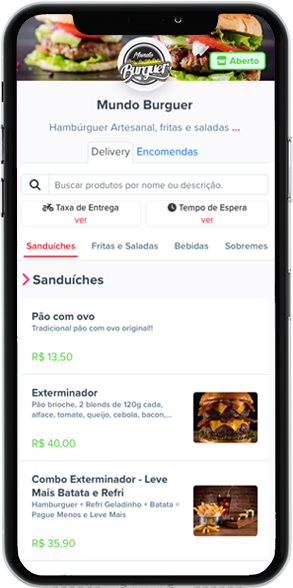 Mundo
Burguer
Aberto
Mundo Burguer
Hambúrguer Artesanal, fritas e saladas ...
Delivery
Encomendas
Buscar produtos por nome ou descrição.
Taxa de Entrega
ver
Tempo de Espera
ver
Sanduíches
Fritas e Saladas
Bebidas
Sobremes
Sanduíches
Pão com ovo
Tradicional pão com ovo original!!
R$ 13,50
Exterminador
Pão brioche, 2 blends de 120g cada,
alface, tomate, queijo, cebola, bacon,...
R$ 40,00
Combo Exterminador - Leve
Mais Batata e Refri
Hamburguer + Refri Geladinho + Batata =
Pague Menos e Leve Mais
R$ 35,90